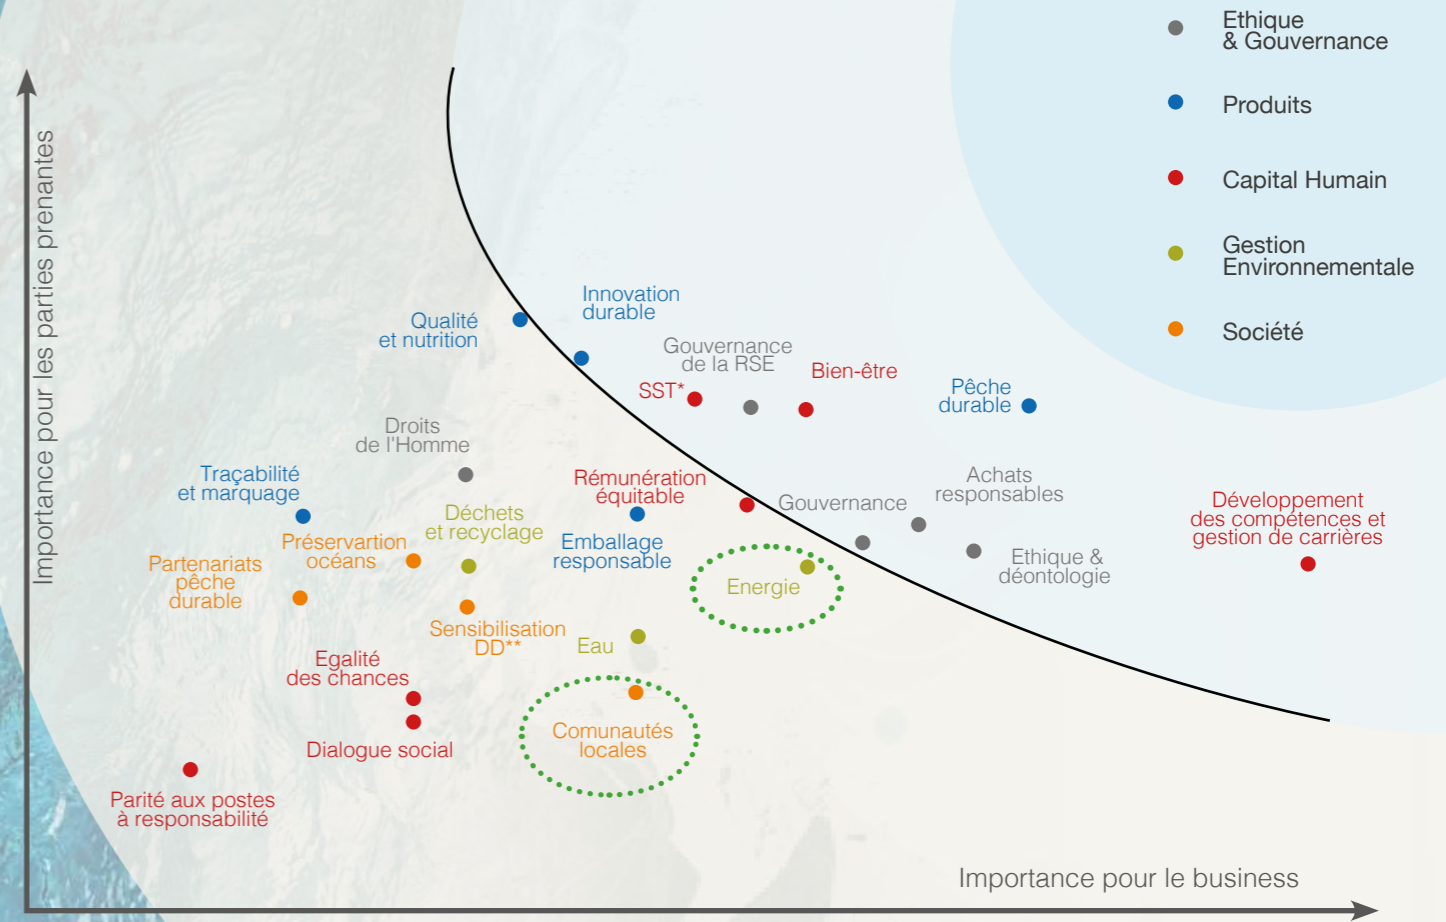 Ethique
& Gouvernance
Produits
Capital Humain
Gestion
Environnementale
Société
Importance pour les parties prenantes
Innovation
durable
Qualité
et nutrition
Gouvernance
de la RSE
SST*
Bien-être
Pêche
durable
Droits
de l'Homme
Traçabilité
et marquage
Rémunération
équitable
Achats
responsables
Gouvernance
Développement
des compétences et
gestion de carrières
Déchets
et recyclage
Préservartion
océans
Emballage
responsable
Partenariats
pêche
durable
Ethique &
déontologie
Energie
Sensibilisation
DD**
Eau
Egalité
des chances
Comunautés
locales
Dialogue social
Parité aux postes
à responsabilité
Importance pour le business